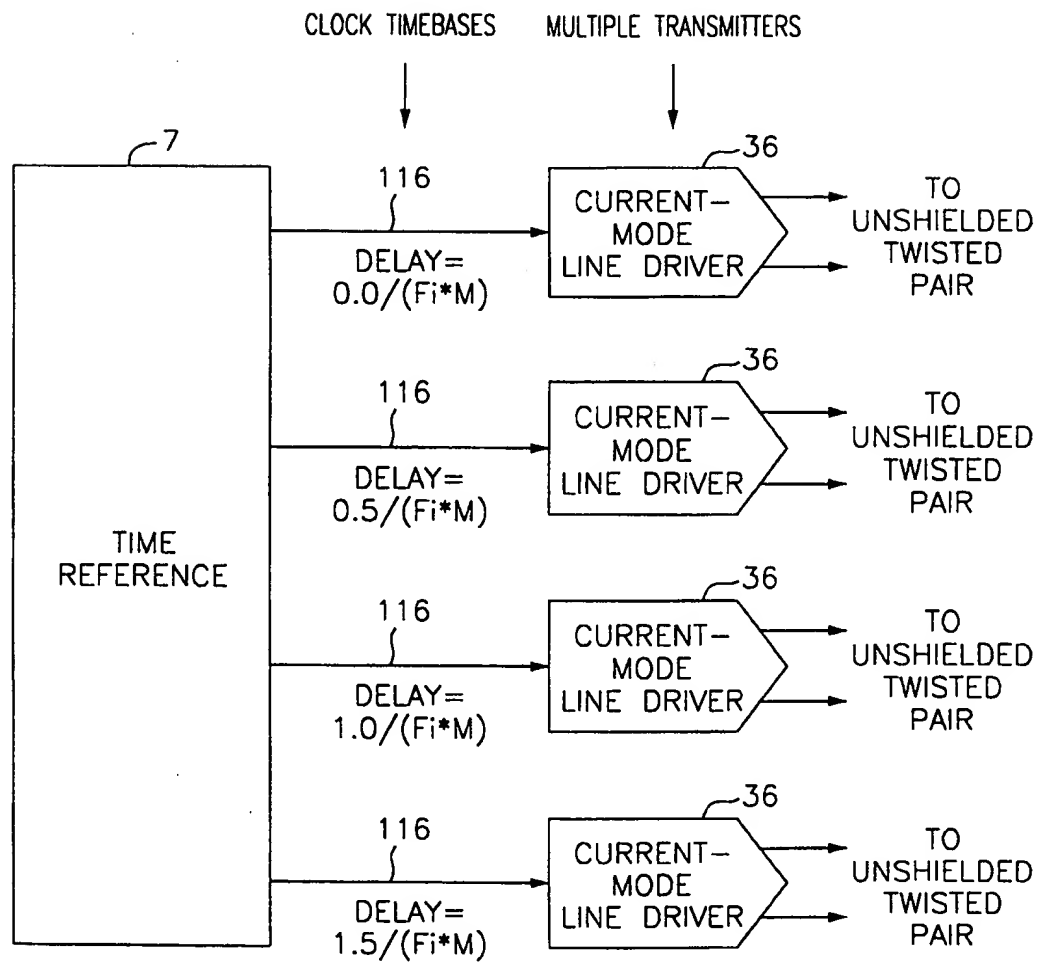 CLOCK TIMEBASES
MULTIPLE TRANSMITTERS
7
TIME
REFERENCE
116
DELAY=
0.0/(Fi*M)
36
CURRENT-
MODE
LINE DRIVER
TO
UNSHIELDED
TWISTED
PAIR
116
DELAY=
0.5/(Fi*M)
36
CURRENT-
MODE
LINE DRIVER
TO
UNSHIELDED
TWISTED
PAIR
116
DELAY=
1.0/(Fi*M)
36
CURRENT-
MODE
LINE DRIVER
TO
UNSHIELDED
TWISTED
PAIR
116
DELAY=
1.5/(Fi*M)
36
CURRENT-
MODE
LINE DRIVER
TO
UNSHIELDED
TWISTED
PAIR